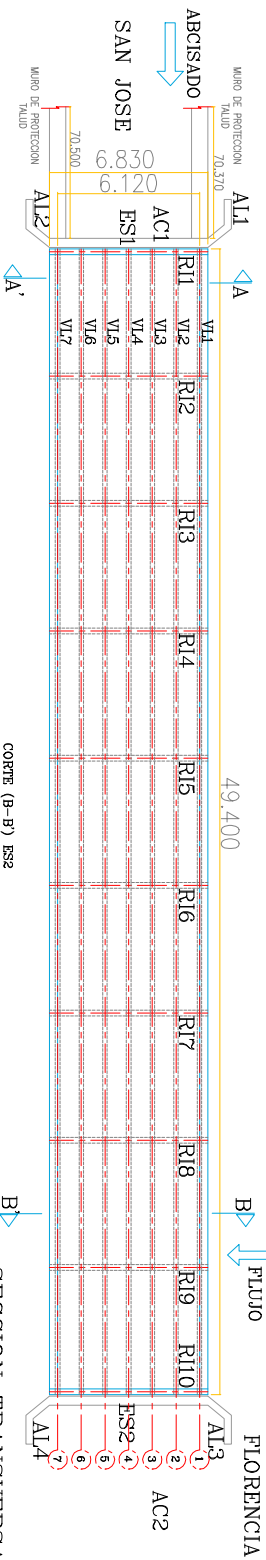 ABCISADO
SAN JOSE
MURO DE PROTECCION
TALUD
70.370
70.500
MURO DE PROTECCION
TALUD
6.830
6.120
AL1
AL2
AC1
ES1
A
A'
RI1
RI2
RI3
RI4
RI5
RI6
RI7
RI8
RI9
RI10
VL1
VL2
VL3
VL4
VL5
VL6
VL7
49.400
CORTE (B-B') ES2
B
B'
FLUJO
FLORENCIA
AL3
AL4
ES2
AC2
1
2
3
4
5
6
7